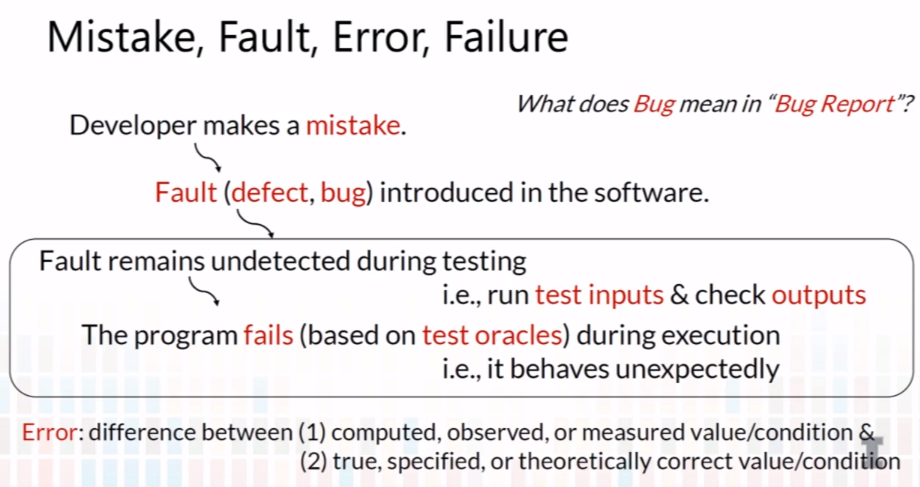 Mistake, Fault, Error, Failure
What does Bug mean in “Bug Report”?
Developer makes a mistake.
Fault (defect, bug) introduced in the software.
Fault remains undetected during testing
i.e., run test inputs & check outputs
The program fails (based on test oracles) during execution
i.e., it behaves unexpectedly
Error: difference between (1) computed, observed, or measured value/condition &
(2) true, specified, or theoretically correct value/condition